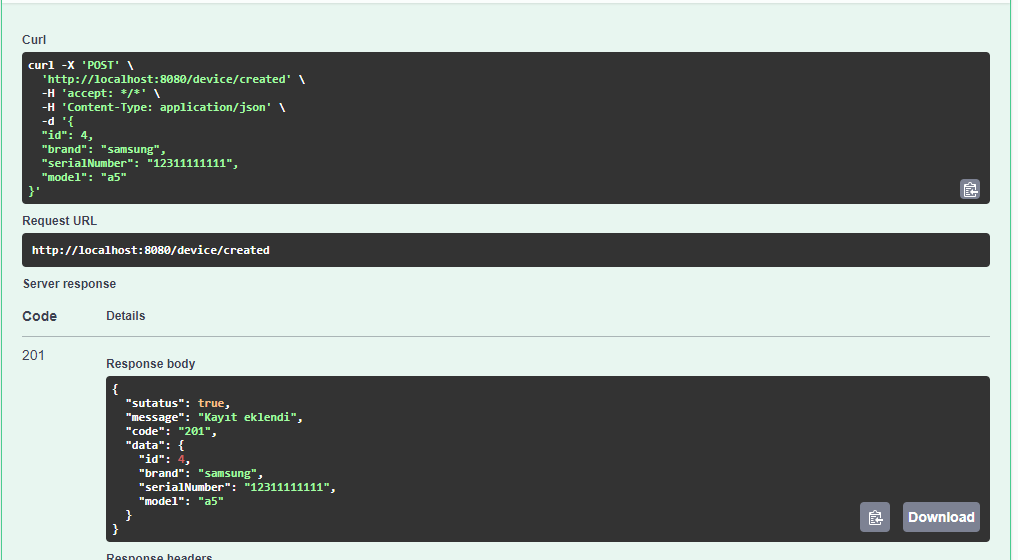 Curl
curl -X 'POST' \
'http://localhost:8080/device/created' \
-H 'accept: */*' \
-H 'Content-Type: application/json' \
-d '{
"id": 4,
"brand": "samsung",
"serialNumber": "12311111111",
"model": "a5"
}'
Request URL
http://localhost:8080/device/created
Server response
Code Details
201
Response body
{
"sutatus": true,
"message": "Kayıt eklendi",
"code": "201",
"data": {
"id": 4,
"brand": "samsung",
"serialNumber": "12311111111",
"model": "a5"
}
}
Download
Response headers